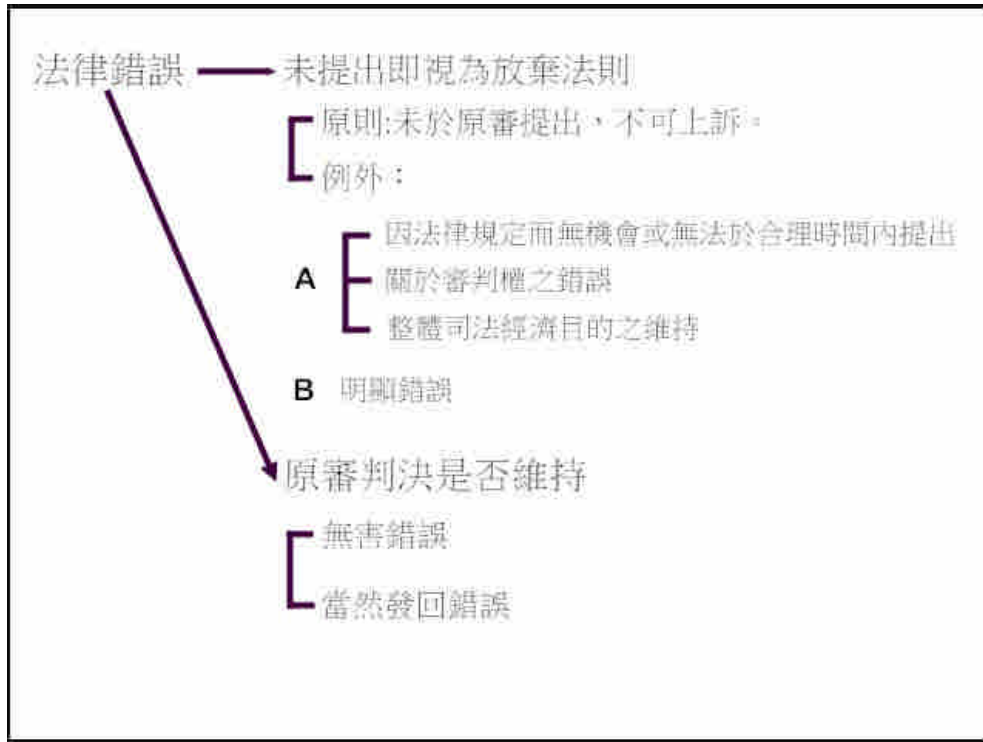 法律錯誤 未提出即視為放棄法則
原則:未於原審提出，不可上訴。
例外：
因法律規定而無機會或無法於合理時間內提出
A 關於審判權之錯誤
整體司法經濟目的之維持
B 明顯錯誤
原審判決是否維持
無害錯誤
當然發回錯誤